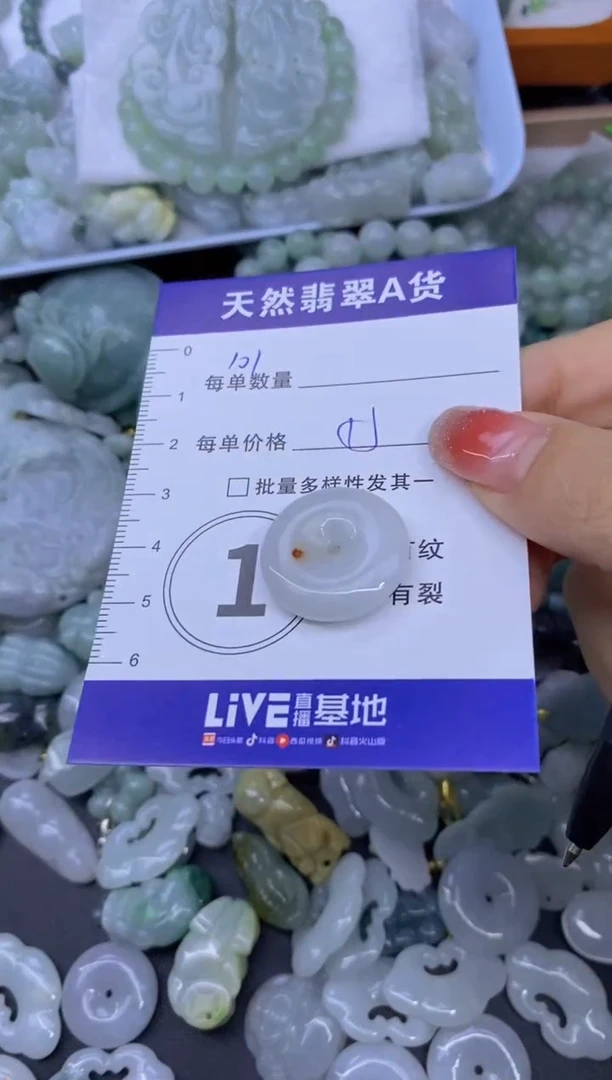 天然翡翠A货
0
1
2
3
4
5
6
每单数量
每单价格
批量多样性发其一
1
纹
有裂
LiVE直播基地
今日头条 抖音 西瓜视频 抖音火山版